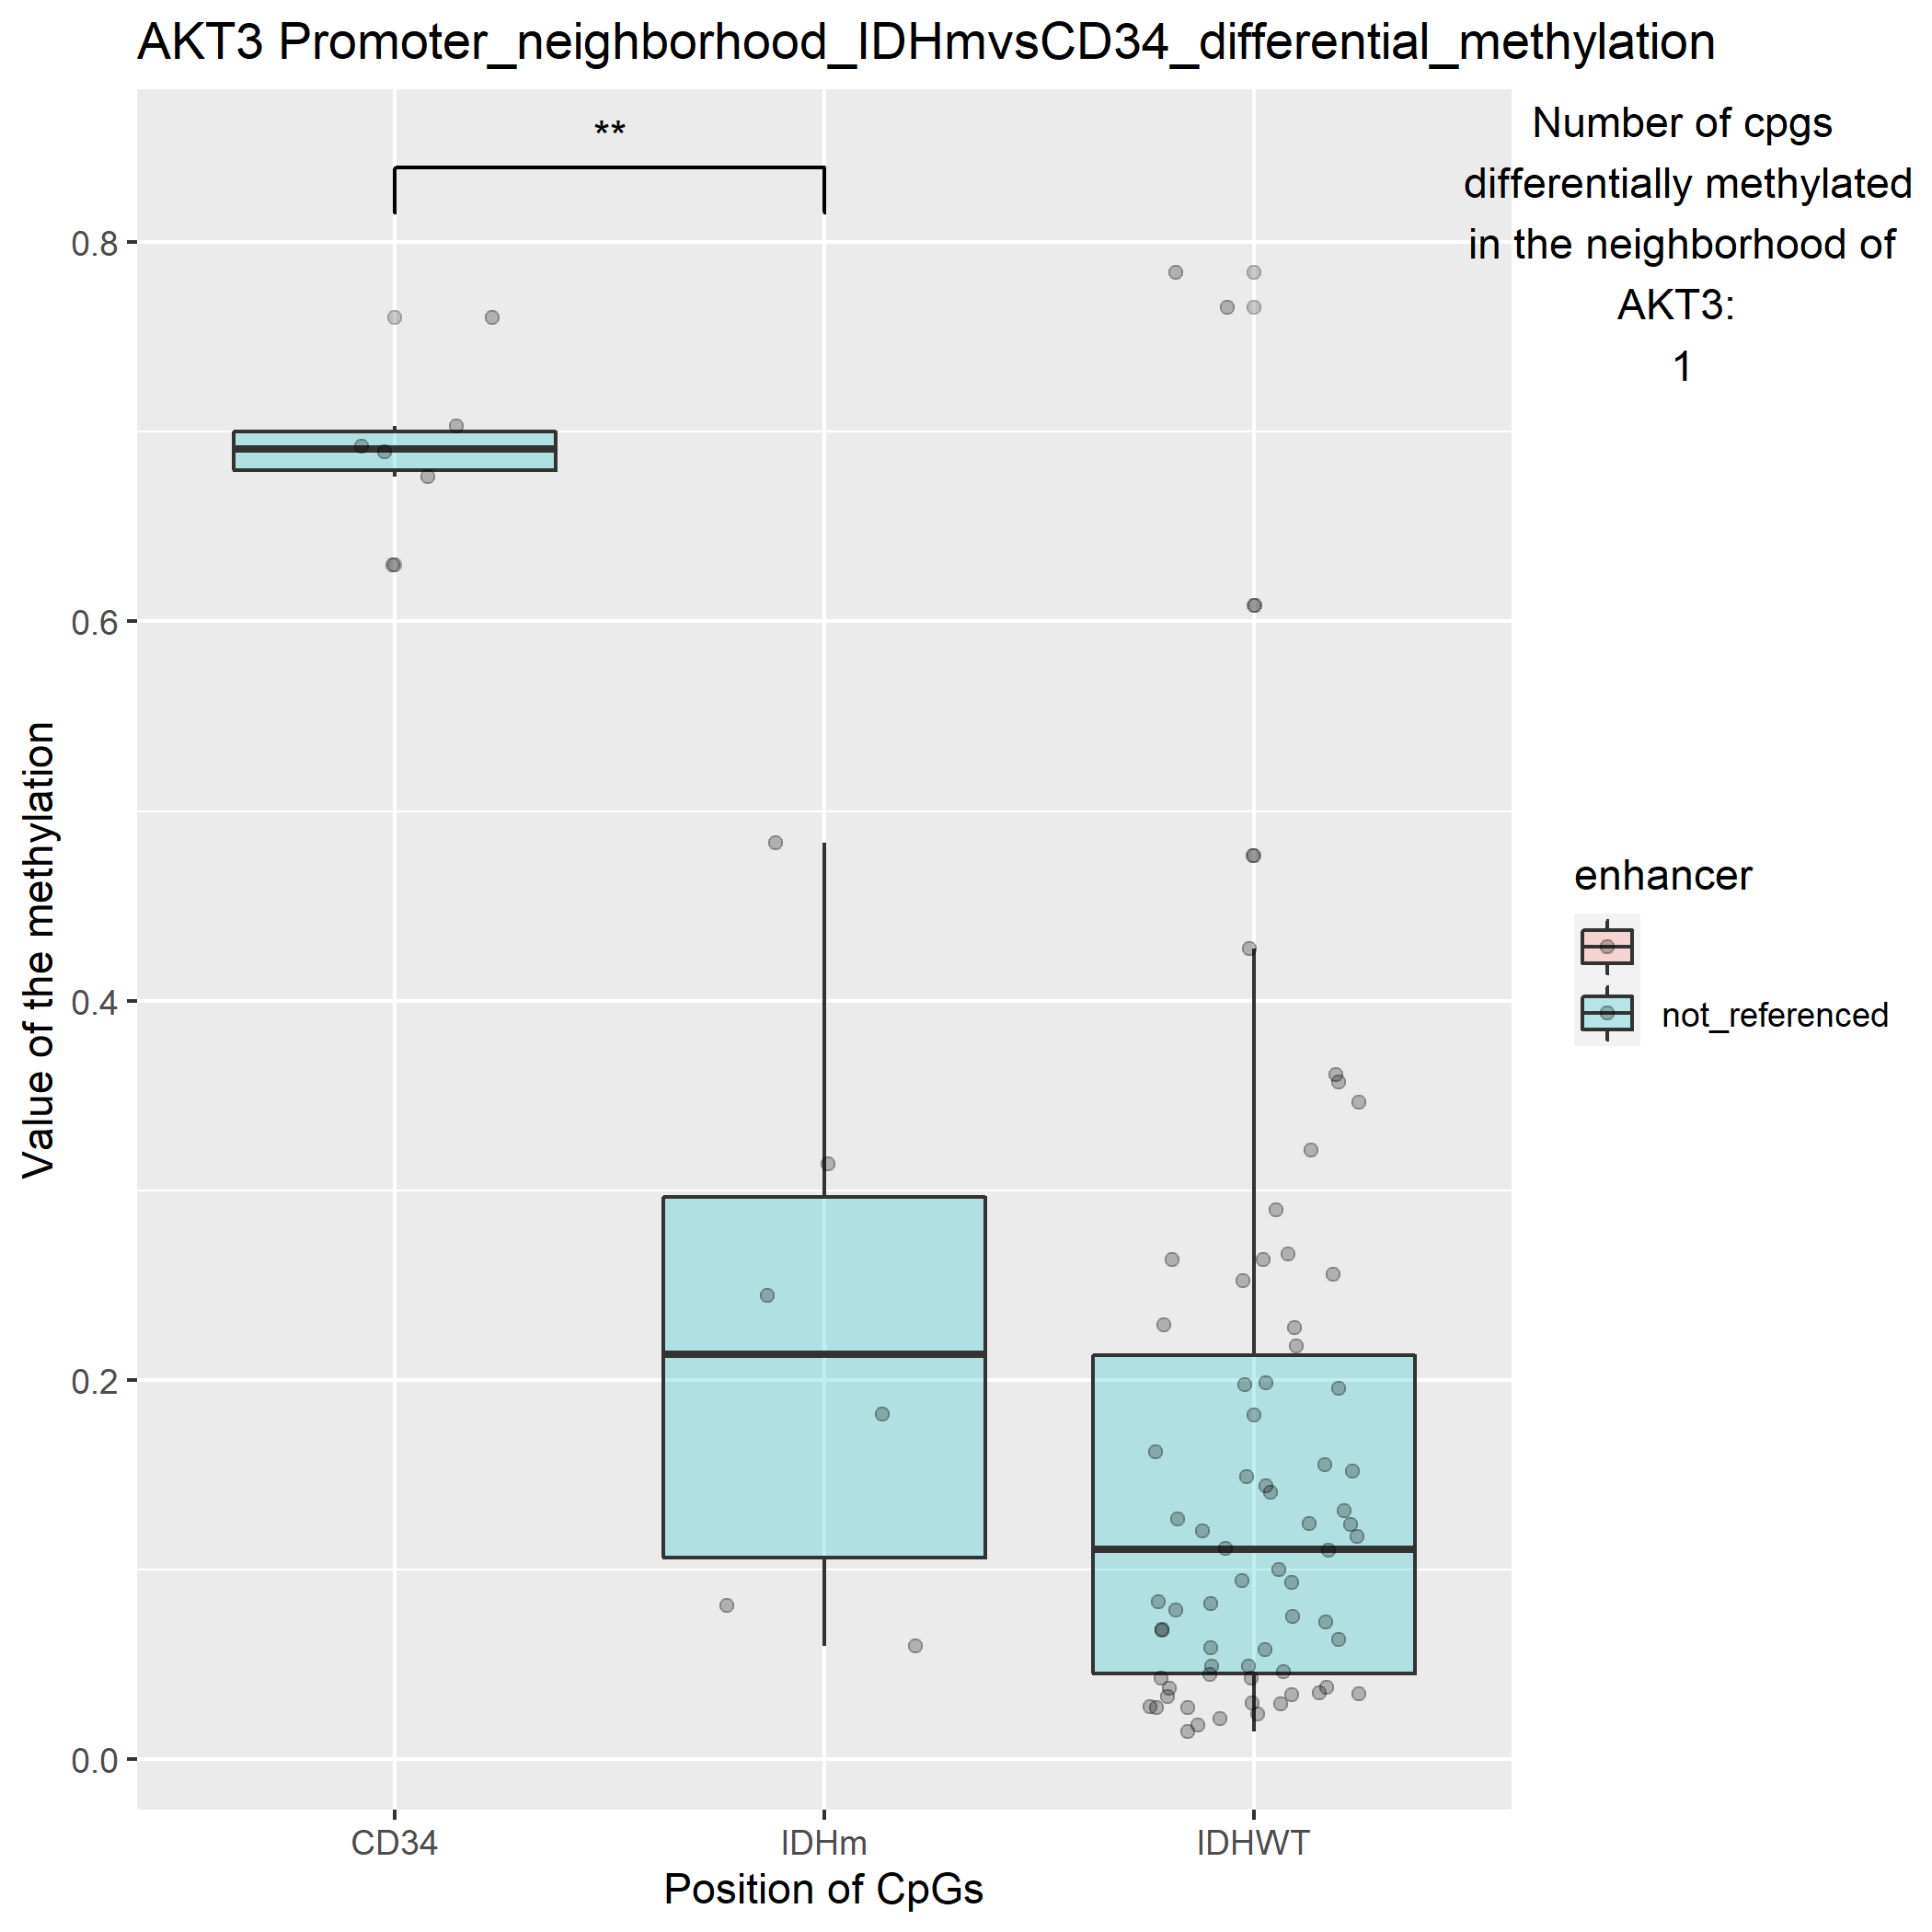 AKT3 Promoter_neighborhood_IDHmvsCD34_differential_methylation
**
Number of cpgs
differentially methylated
in the neighborhood of
AKT3:
1
0.8
0.6
0.4
0.2
0.0
Value of the methylation
CD34
IDHm
IDHWT
Position of CpGs
enhancer
not_referenced